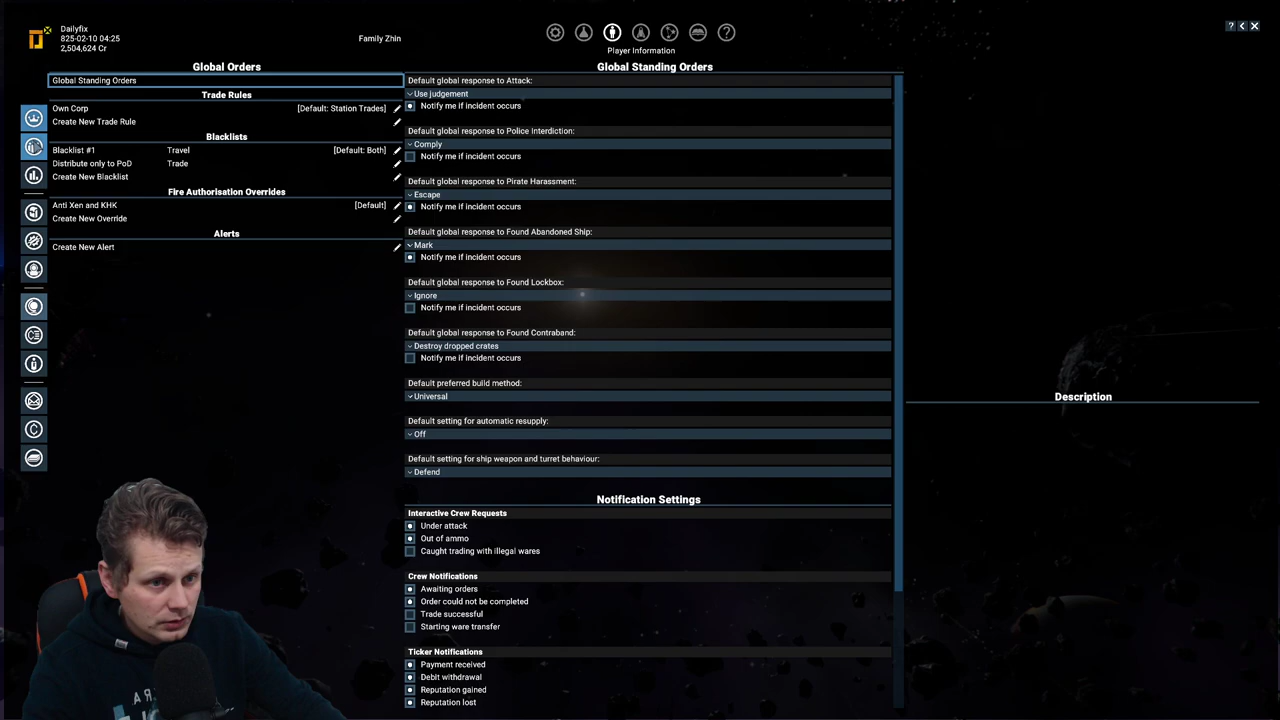 Dailyfix
825-02-10 04:25
2,504,624 Cr
Family Zhin
Player Information
? < X
Global Orders
Global Standing Orders
Trade Rules
Own Corp [Default: Station Trades]
Create New Trade Rule
Blacklists
Blacklist #1 Travel [Default: Both]
Distribute only to PoD Trade
Create New Blacklist
Fire Authorisation Overrides
Anti Xen and KHK [Default]
Create New Override
Alerts
Create New Alert
Global Standing Orders
Default global response to Attack:
Use judgement
Notify me if incident occurs
Default global response to Police Interdiction:
Comply
Notify me if incident occurs
Default global response to Pirate Harassment:
Escape
Notify me if incident occurs
Default global response to Found Abandoned Ship:
Mark
Notify me if incident occurs
Default global response to Found Lockbox:
Ignore
Notify me if incident occurs
Default global response to Found Contraband:
Destroy dropped crates
Notify me if incident occurs
Default preferred build method:
Universal
Default setting for automatic resupply:
Off
Default setting for ship weapon and turret behaviour:
Defend
Notification Settings
Interactive Crew Requests
Under attack
Out of ammo
Caught trading with illegal wares
Crew Notifications
Awaiting orders
Order could not be completed
Trade successful
Starting ware transfer
Ticker Notifications
Payment received
Debit withdrawal
Reputation gained
Reputation lost
Description